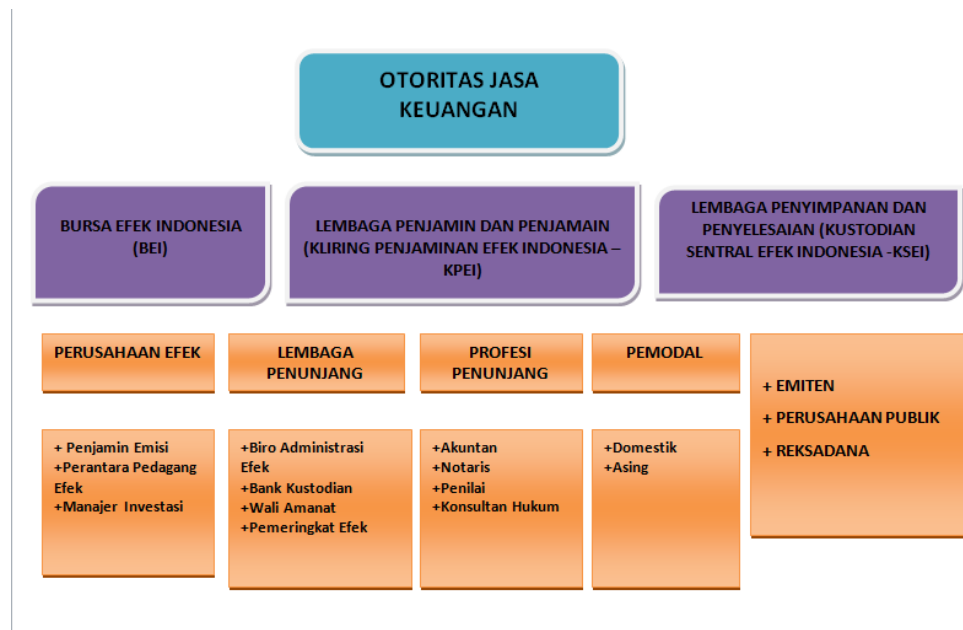 OTORITAS JASA
KEUANGAN
BURSA EFEK INDONESIA
(BEI)
LEMBAGA PENJAMIN DAN PENJAMAIN
(KLIRING PENJAMINAN EFEK INDONESIA –
KPEI)
LEMBAGA PENYIMPANAN DAN
PENYELESAIAN (KUSTODIAN
SENTRAL EFEK INDONESIA -KSEI)
PERUSAHAAN EFEK
LEMBAGA
PENUNJANG
PROFESI
PENUNJANG
PEMODAL
+ EMITEN
+ PERUSAHAAN PUBLIK
+ REKSADANA
+ Penjamin Emisi
+Perantara Pedagang
Efek
+Manajer Investasi
+Biro Administrasi
Efek
+Bank Kustodian
+Wali Amanat
+Pemeringkat Efek
+Akuntan
+Notaris
+Penilai
+Konsultan Hukum
+Domestik
+Asing